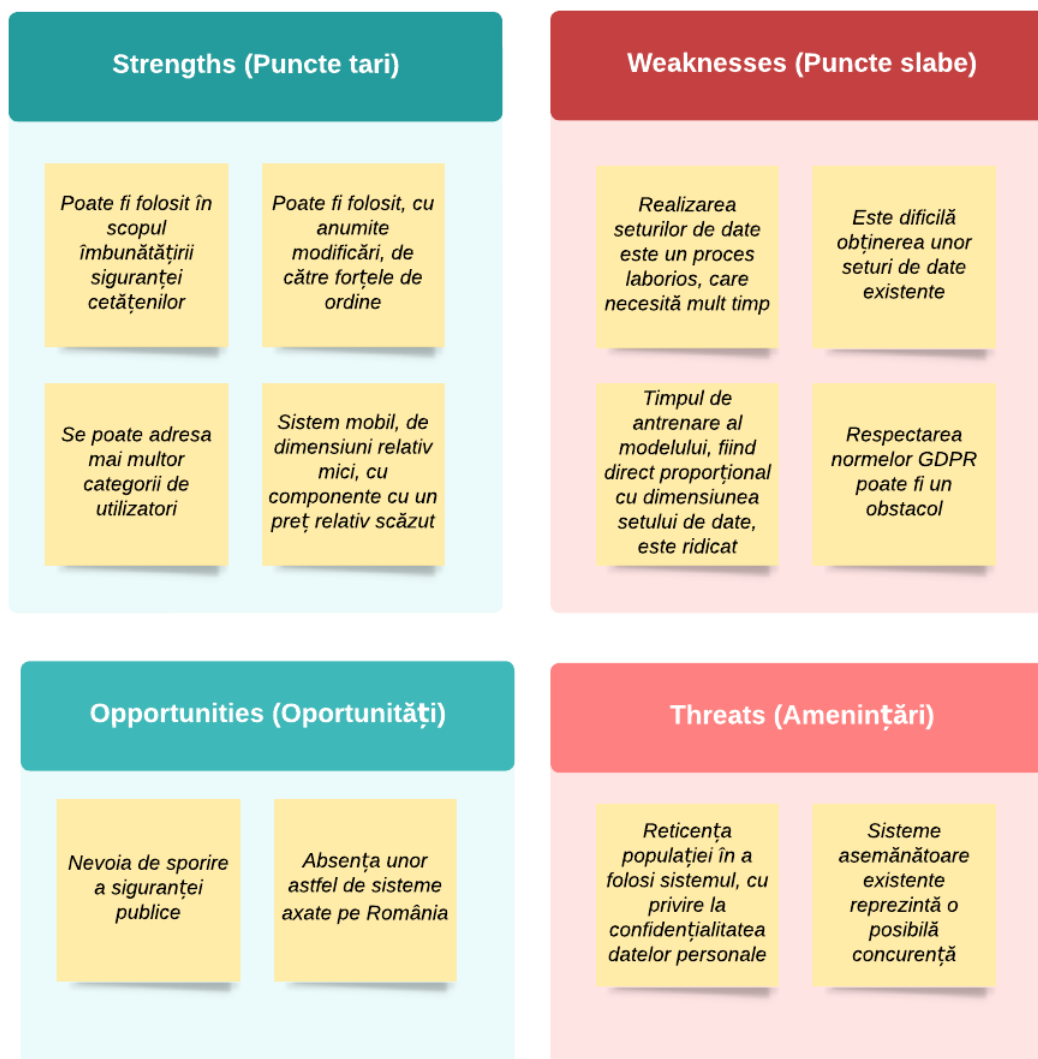 Strengths (Puncte tari)
Poate fi folosit în
scopul
îmbunătățirii
siguranței
cetățenilor
Poate fi folosit, cu
anumite
modificări, de
către forțele de
ordine
Se poate adresa
mai multor
categorii de
utilizatori
Sistem mobil, de
dimensiuni relativ
mici, cu
componente cu un
preț relativ scăzut
Weaknesses (Puncte slabe)
Realizarea
seturilor de date
este un proces
laborios, care
necesită mult timp
Este dificilă
obținerea unor
seturi de date
existente
Timpul de
antrenare al
modelului, fiind
direct proporțional
cu dimensiunea
setului de date,
este ridicat
Respectarea
normelor GDPR
poate fi un
obstacol
Opportunities (Oportunități)
Nevoia de sporire
a siguranței
publice
Absența unor
astfel de sisteme
axate pe România
Threats (Amenințări)
Reticența
populației în a
folosi sistemul, cu
privire la
confidențialitatea
datelor personale
Sisteme
asemănătoare
existente
reprezintă o
posibilă
concurență